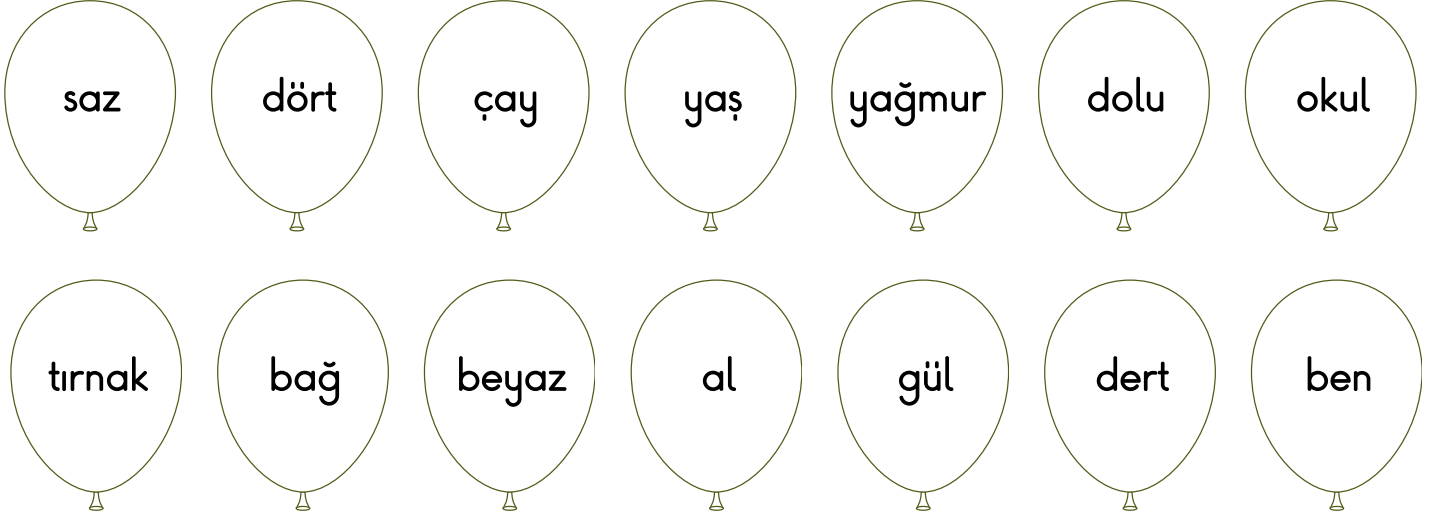 saz dört çay yaş yağmur dolu okul
tırnak bağ beyaz al gül dert ben